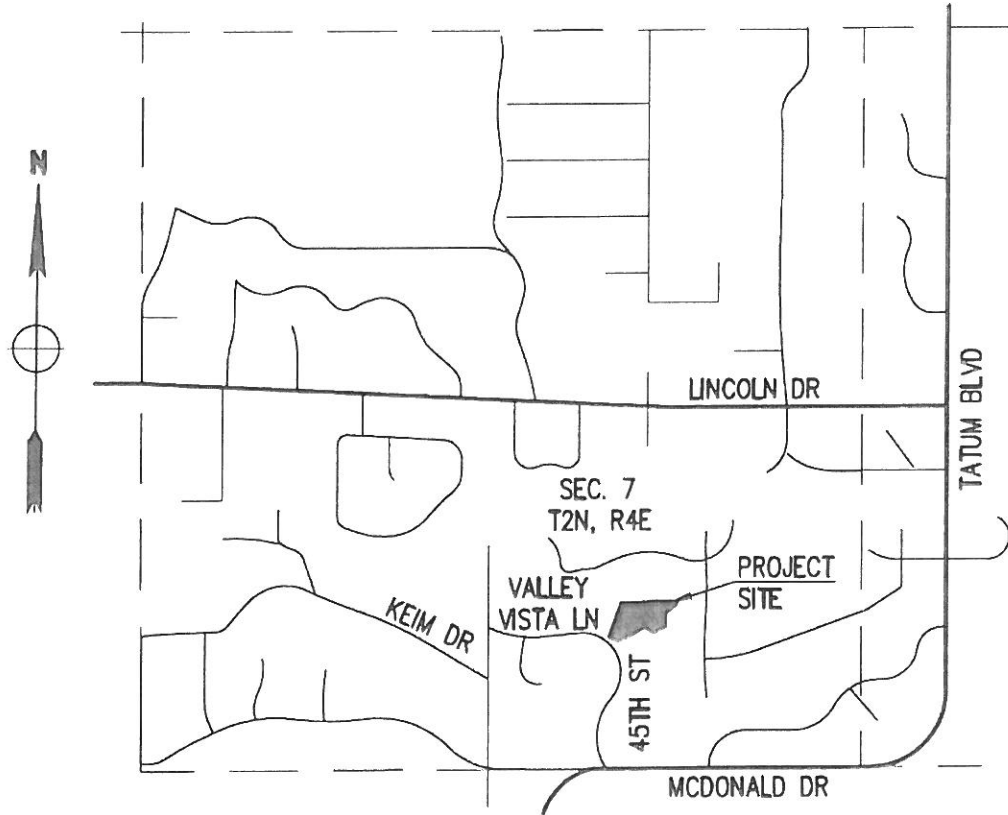 N
LINCOLN DR
TATUM BLVD
SEC. 7
T2N, R4E
PROJECT
SITE
VALLEY
VISTA LN
KEIM DR
45TH ST
MCDONALD DR